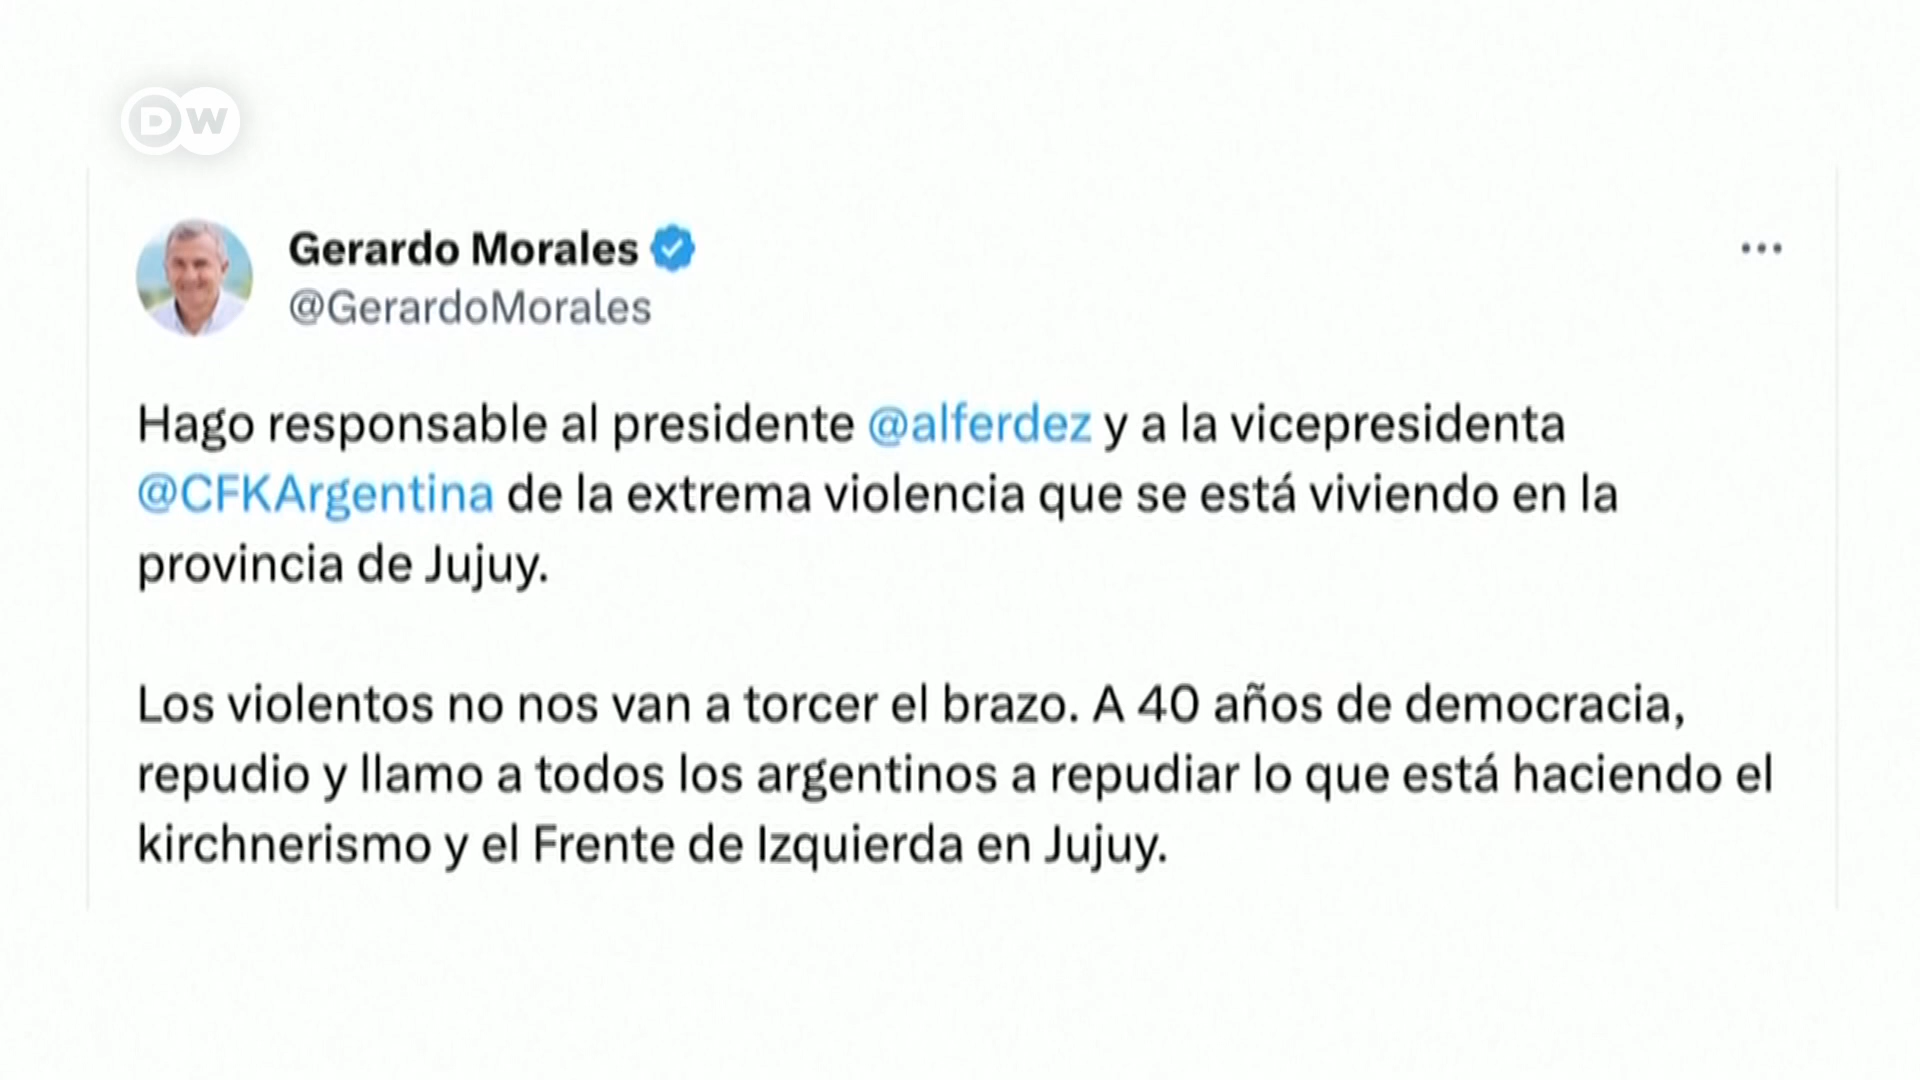 DW
Gerardo Morales
@GerardoMorales
Hago responsable al presidente @alferdez y a la vicepresidenta
@CFKArgentina de la extrema violencia que se está viviendo en la
provincia de Jujuy.
Los violentos no nos van a torcer el brazo. A 40 años de democracia,
repudio y llamo a todos los argentinos a repudiar lo que está haciendo el
kirchnerismo y el Frente de Izquierda en Jujuy.